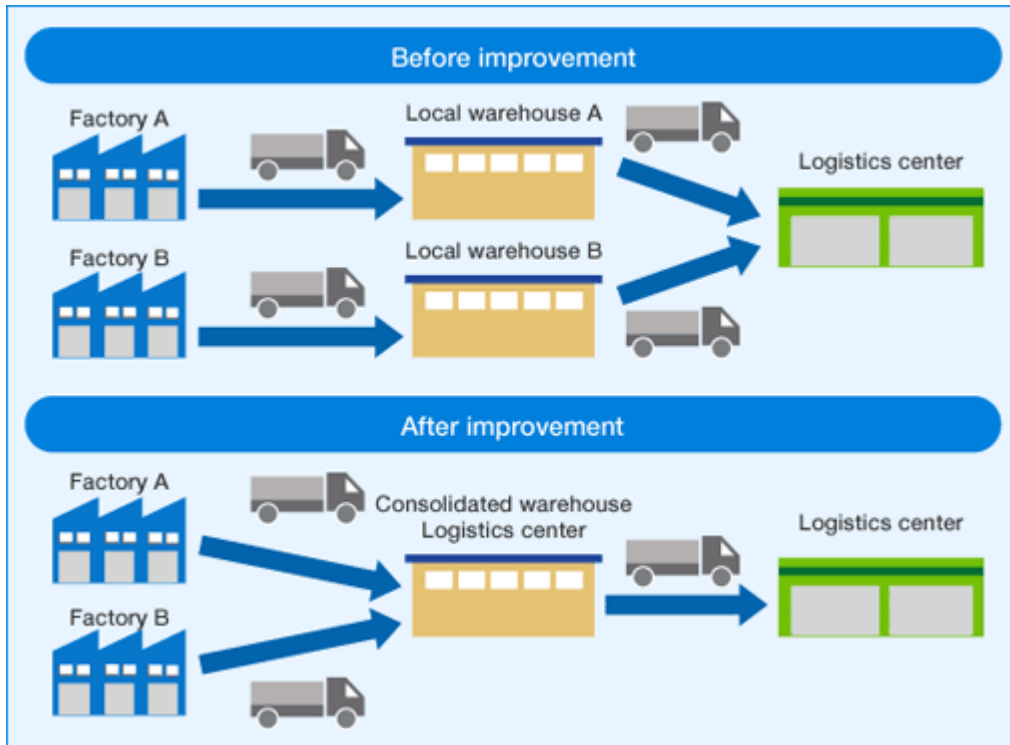 Before improvement
Factory A
Local warehouse A
Logistics center
Factory B
Local warehouse B
After improvement
Factory A
Consolidated warehouse
Logistics center
Logistics center
Factory B